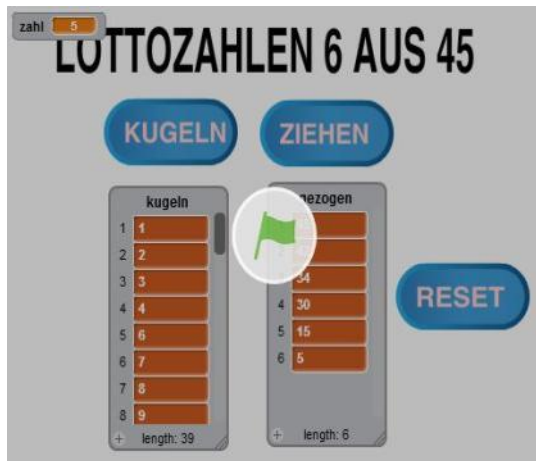 zahl 5
LOTTOZAHLEN 6 AUS 45
KUGELN ZIEHEN
kugeln
1 1
2 2
3 3
4 4
5 6
6 7
7 8
8 9
+ length: 39
gezogen
34
4 30
5 15
6 5
+ length: 6
RESET